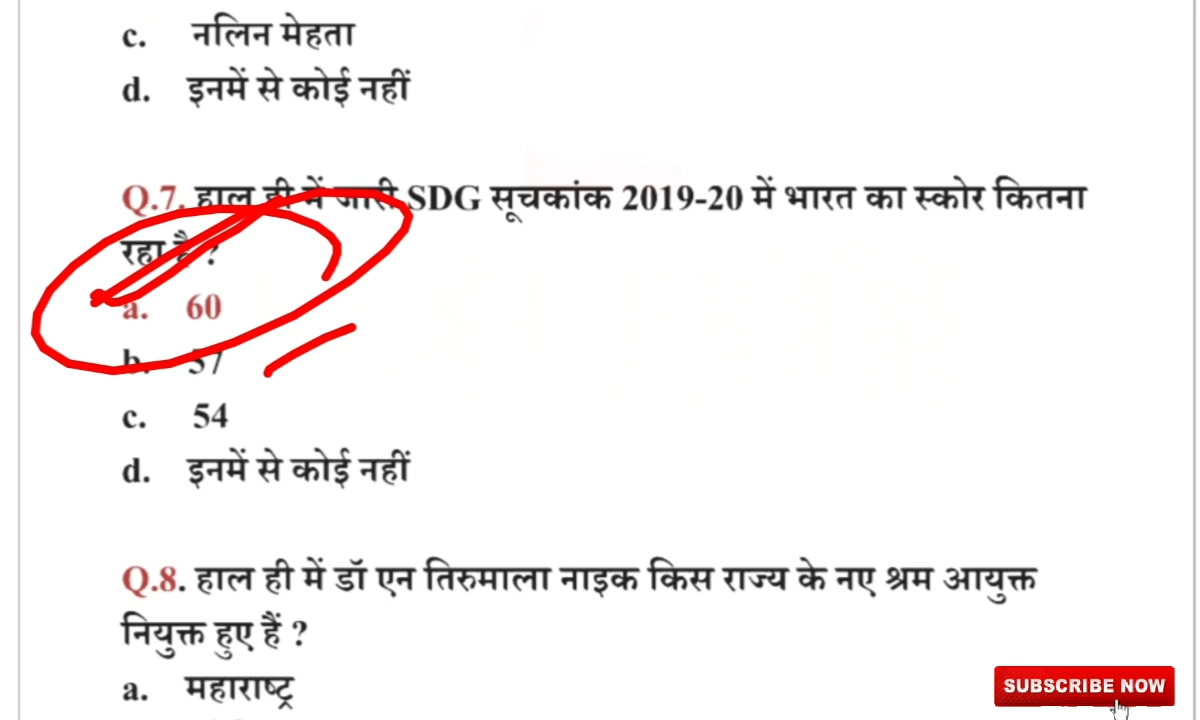 c. नलिन मेहता
d. इनमें से कोई नहीं
Q.7. हाल ही में जारी SDG सूचकांक 2019-20 में भारत का स्कोर कितना
रहा है ?
a. 60
b. 57
c. 54
d. इनमें से कोई नहीं
Q.8. हाल ही में डॉ एन तिरुमाला नाइक किस राज्य के नए श्रम आयुक्त
नियुक्त हुए हैं ?
a. महाराष्ट्र
SUBSCRIBE NOW